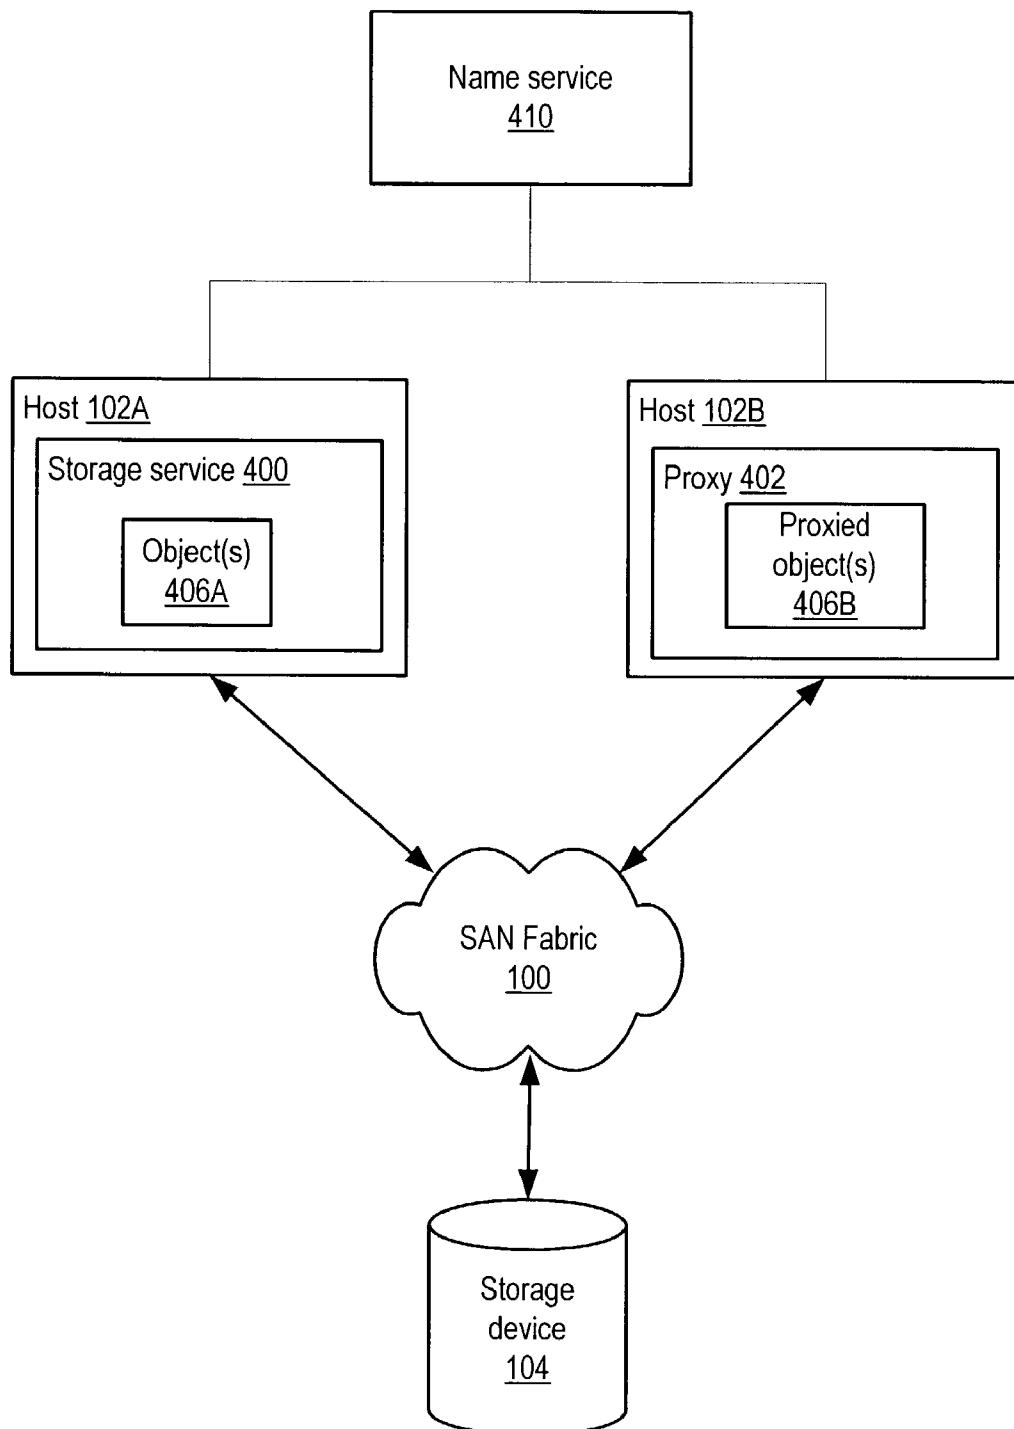 Name service
410
Host 102A
Storage service 400
Object(s)
406A
Host 102B
Proxy 402
Proxied
object(s)
406B
SAN Fabric
100
Storage
device
104